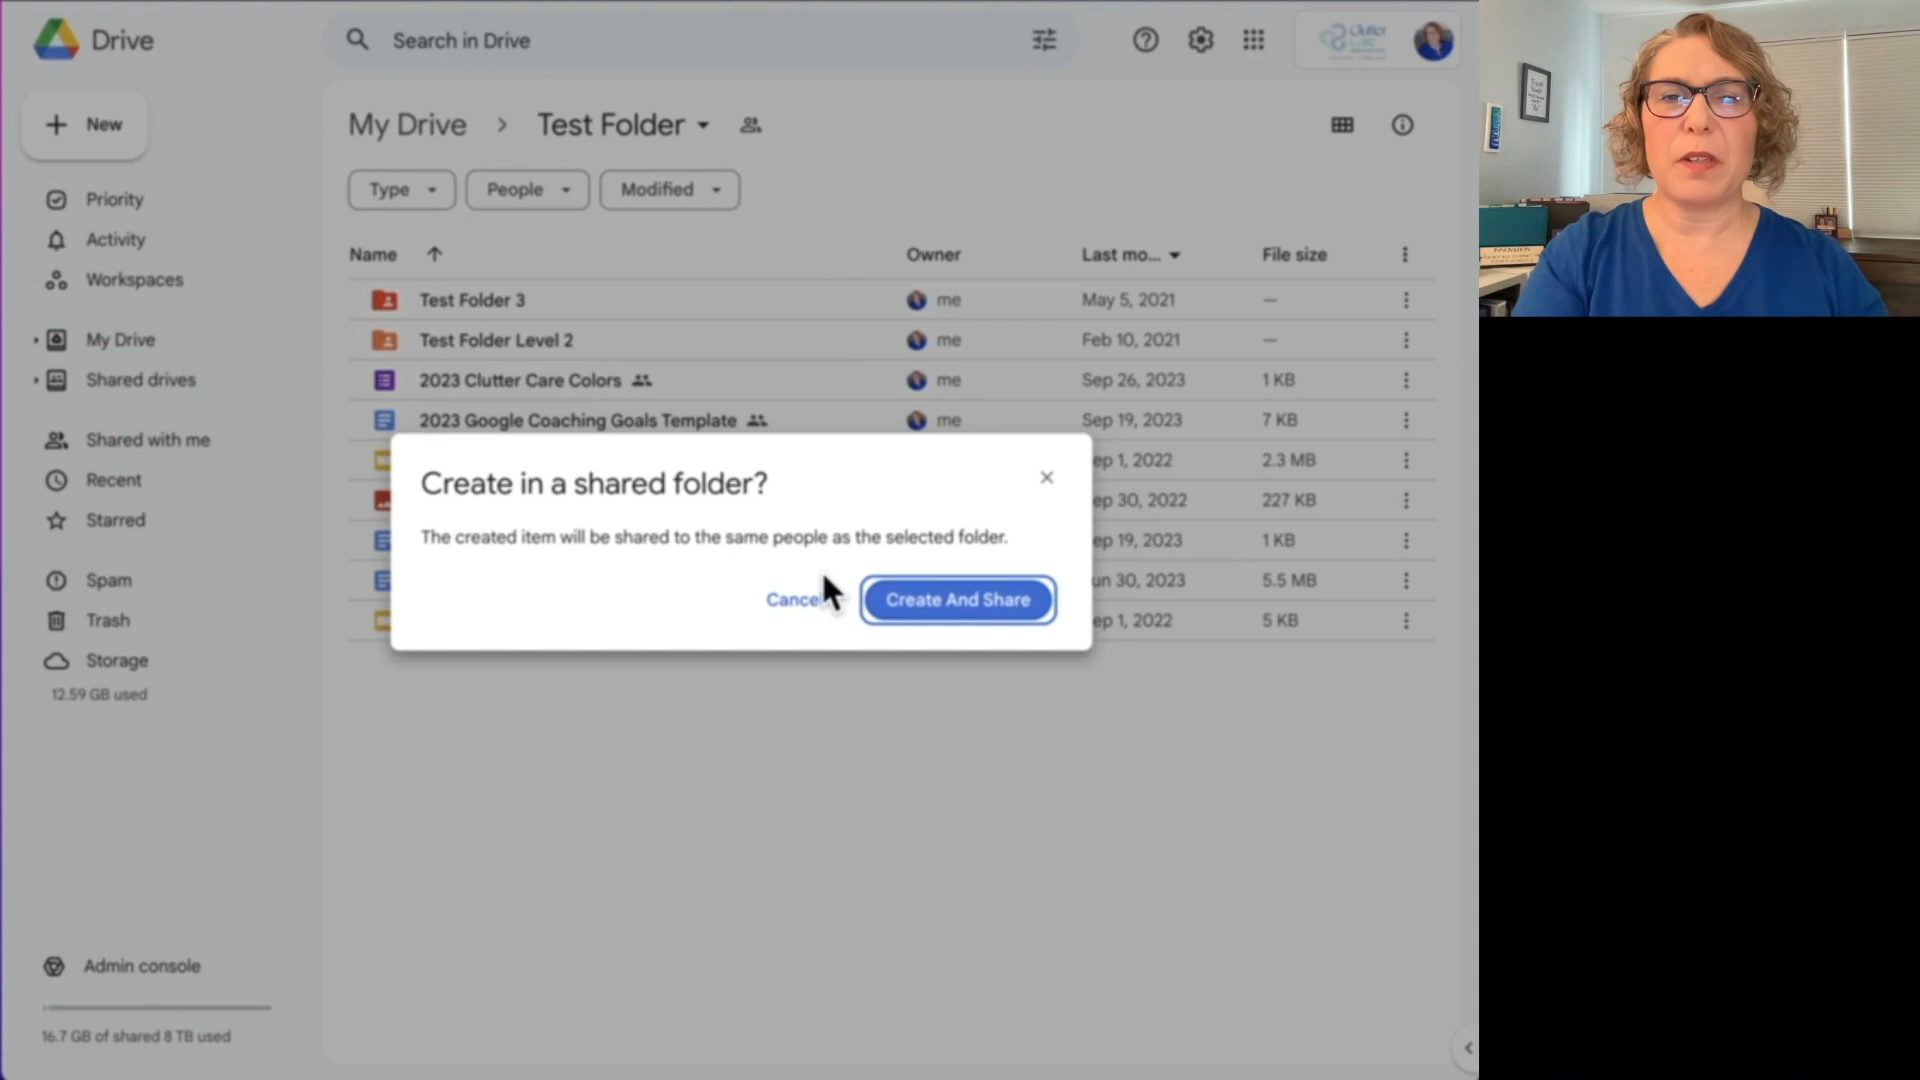 Drive
Search in Drive
Clutter
New
My Drive > Test Folder
Type
People
Modified
Priority
Activity
Workspaces
My Drive
Shared drives
Shared with me
Recent
Starred
Spam
Trash
Storage
12.59 GB used
Admin console
16.7 GB of shared 8 TB used
Name Owner Last mo... File size
Test Folder 3 me May 5, 2021 —
Test Folder Level 2 me Feb 10, 2021 —
2023 Clutter Care Colors me Sep 26, 2023 1 KB
2023 Google Coaching Goals Template me Sep 19, 2023 7 KB
ep 1, 2022 2.3 MB
ep 30, 2022 227 KB
ep 19, 2023 1 KB
un 30, 2023 5.5 MB
ep 1, 2022 5 KB
Create in a shared folder?
The created item will be shared to the same people as the selected folder.
Cancel
Create And Share
INNOVATION